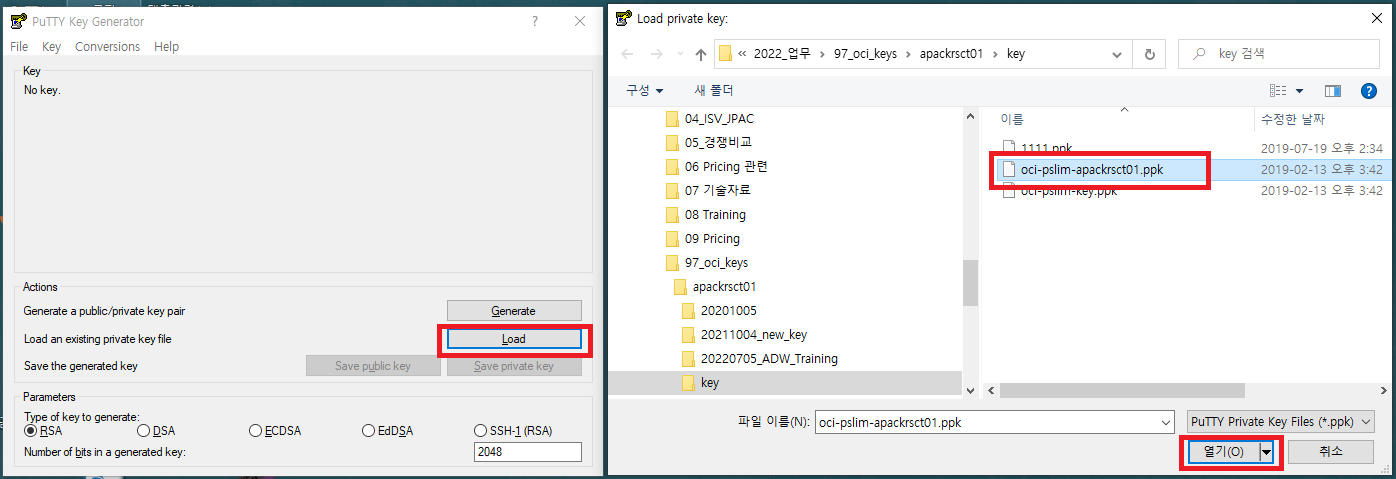 PuTTY Key Generator
?
File Key Conversions Help
Key
No key.
Actions
Generate a public/private key pair
Generate
Load an existing private key file
Load
Save the generated key
Save public key
Save private key
Parameters
Type of key to generate:
RSA DSA ECDSA EdDSA SSH-1 (RSA)
Number of bits in a generated key:
2048
Load private key:
« 2022_업무 > 97_oci_keys > apackrsct01 > key
key 검색
구성 새 폴더
04_ISV_JPAC
05_경쟁비교
06 Pricing 관련
07 기술자료
08 Training
09 Pricing
97_oci_keys
apackrsct01
20201005
20211004_new_key
20220705_ADW_Training
key
이름 수정한 날짜
1111.ppk 2019-07-19 오후 2:34
oci-pslim-apackrsct01.ppk 2019-02-13 오후 3:42
oci-pslim-key.ppk 2019-02-13 오후 3:42
파일 이름(N):
oci-pslim-apackrsct01.ppk
PuTTY Private Key Files (*.ppk)
열기(O)
취소